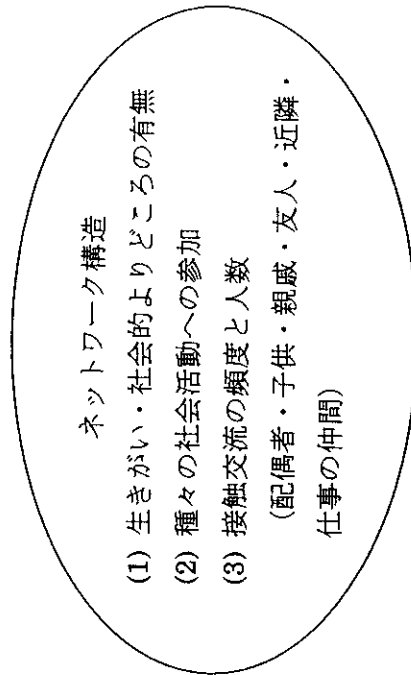 ネットワーク構造
(1) 生きがい・社会的よりどころの有無
(2) 種々の社会活動への参加
(3) 接触交流の頻度と人数
(配偶者・子供・親戚・友人・近隣・
仕事の仲間)